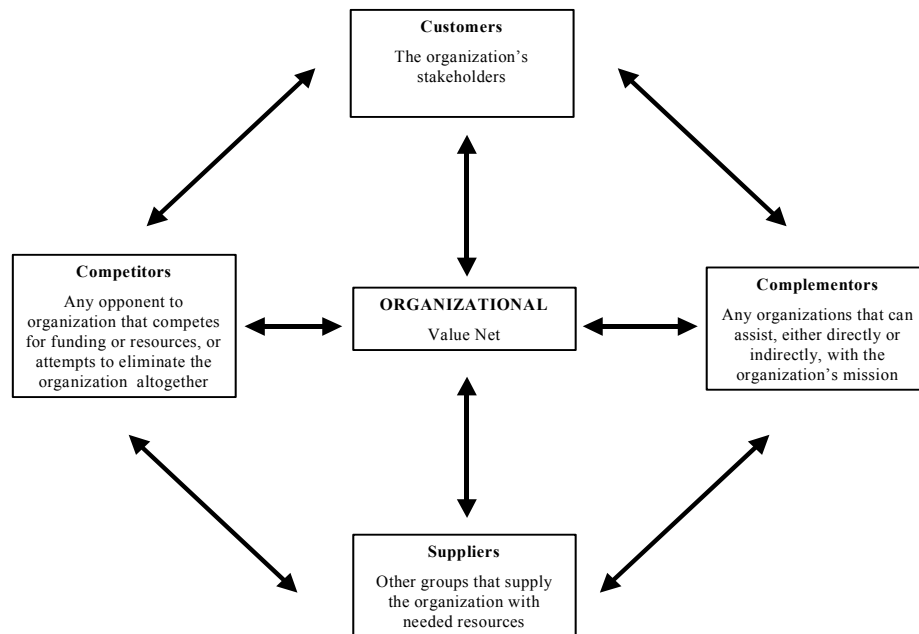 Customers
The organization’s
stakeholders
Competitors
Any opponent to
organization that competes
for funding or resources, or
attempts to eliminate the
organization altogether
ORGANIZATIONAL
Value Net
Complementors
Any organizations that can
assist, either directly or
indirectly, with the
organization’s mission
Suppliers
Other groups that supply
the organization with
needed resources